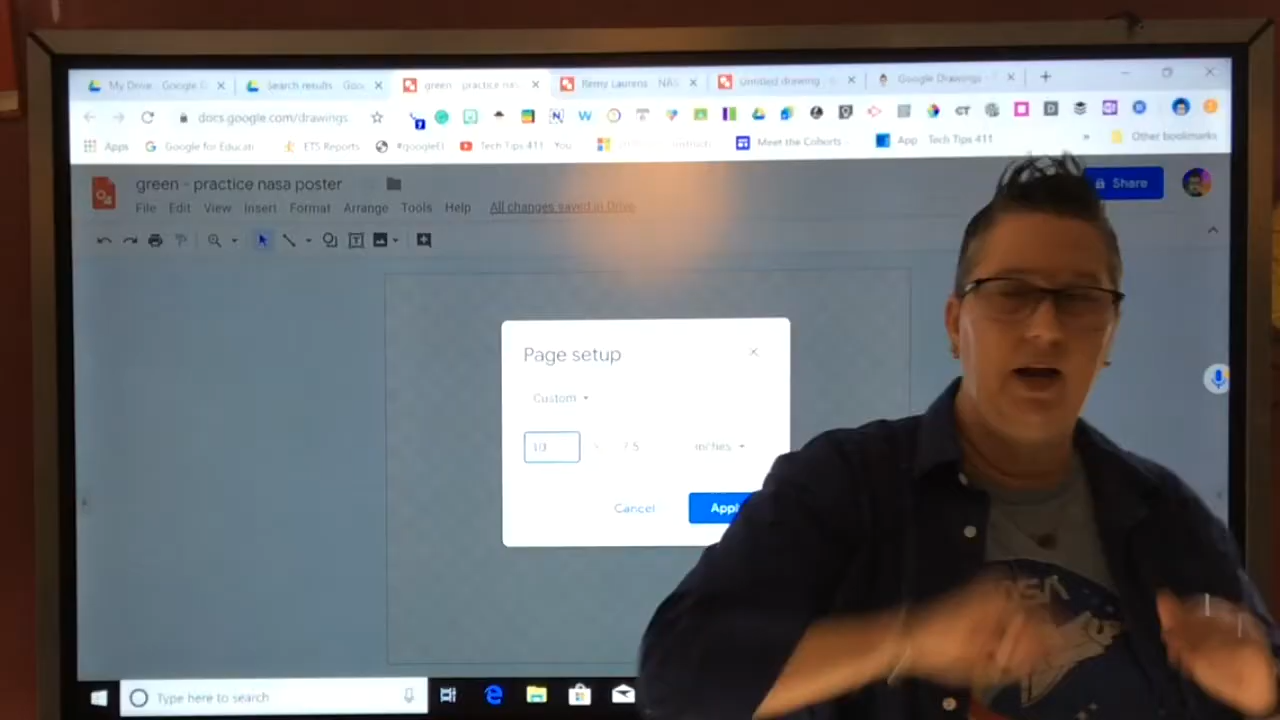 My Drive - Google D
Search results - Goo
green - practice nas
Remy Laurens - NAS
Untitled drawing
Google Drawings - T
docs.google.com/drawings
Apps
Google for Educati
ETS Reports
#googleEI
Tech Tips 411 - You
Meet the Cohorts -
App
Tech Tips 411
»
Other bookmarks
green - practice nasa poster
Share
File Edit View Insert Format Arrange Tools Help All changes saved in Drive
Page setup
Custom
10 x 7.5 inches
Cancel Appl
Type here to search